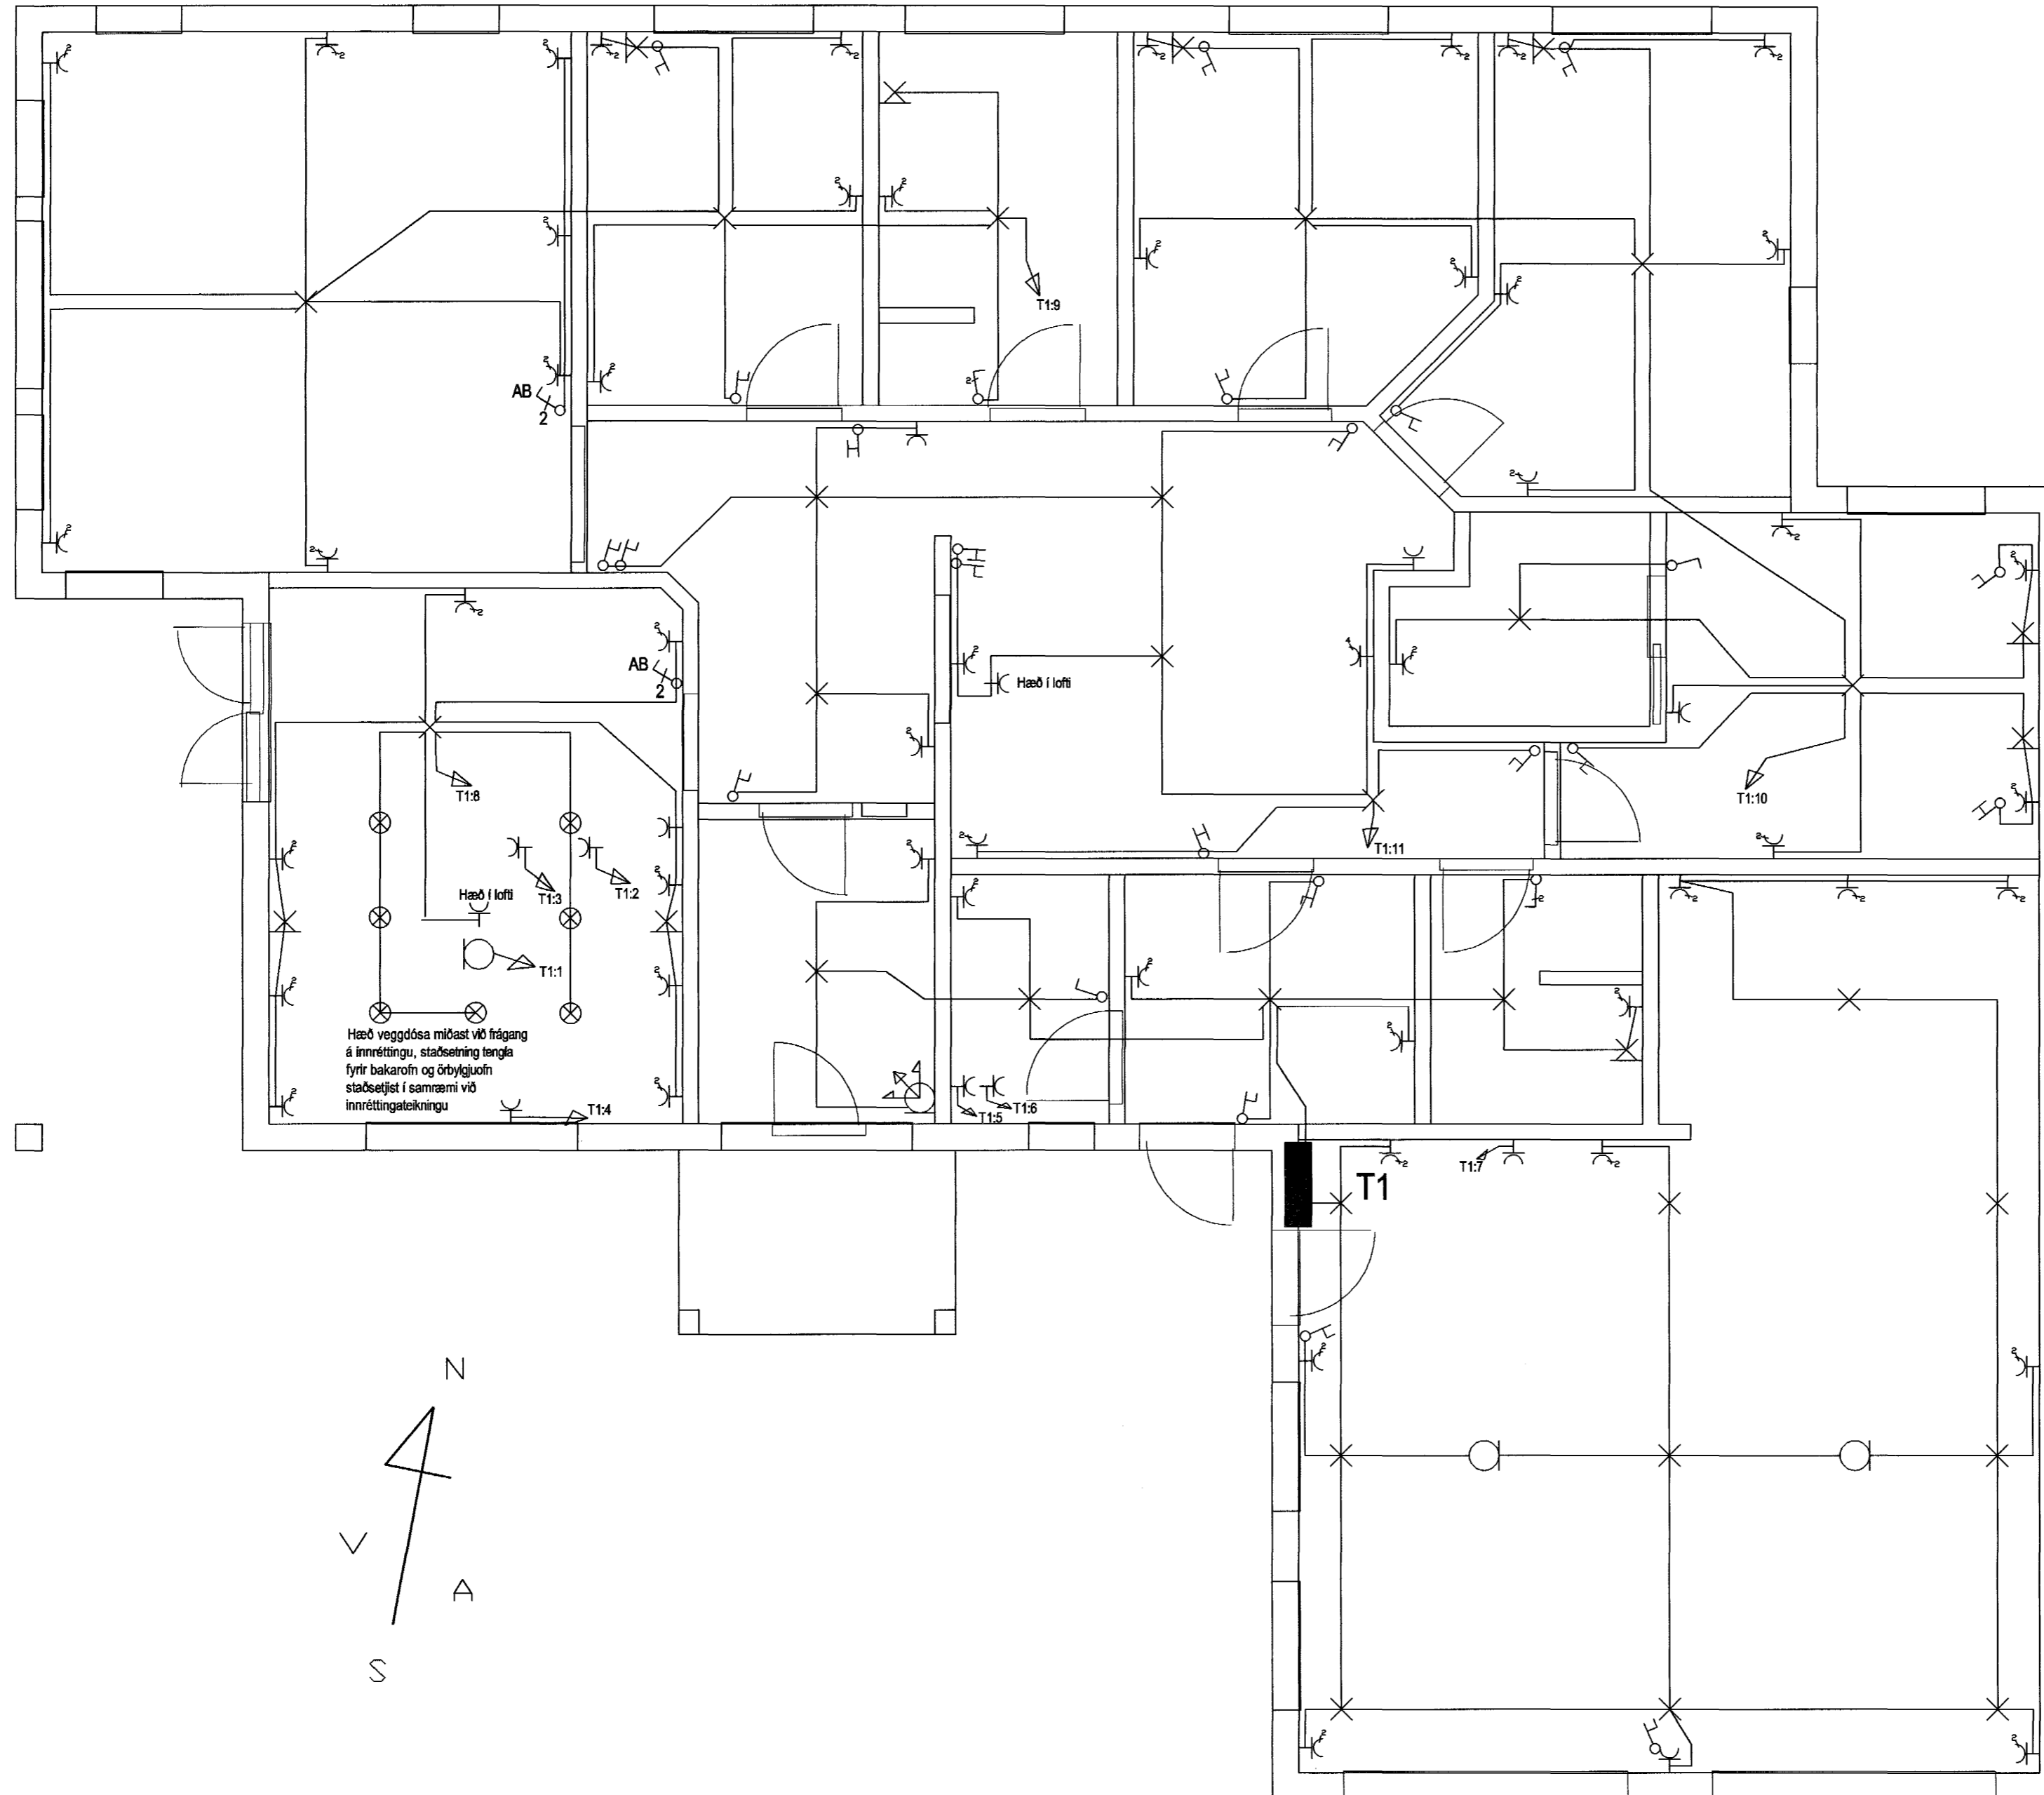 T1:9
AB
2
AB
2
Hæð í lofti
T1:8
T1:10
T1:11
T1:3
T1:2
Hæð í lofti
T1:1
Hæð veggdósa miðast við frágang
á innréttingu, staðsetning tengla
fyrir bakarofn og örbylgjuofn
staðsetjist í samræmi við
innréttingateikningu
T1:4
T1:5
T1:6
4
T1:7
T1
N
V
A
S